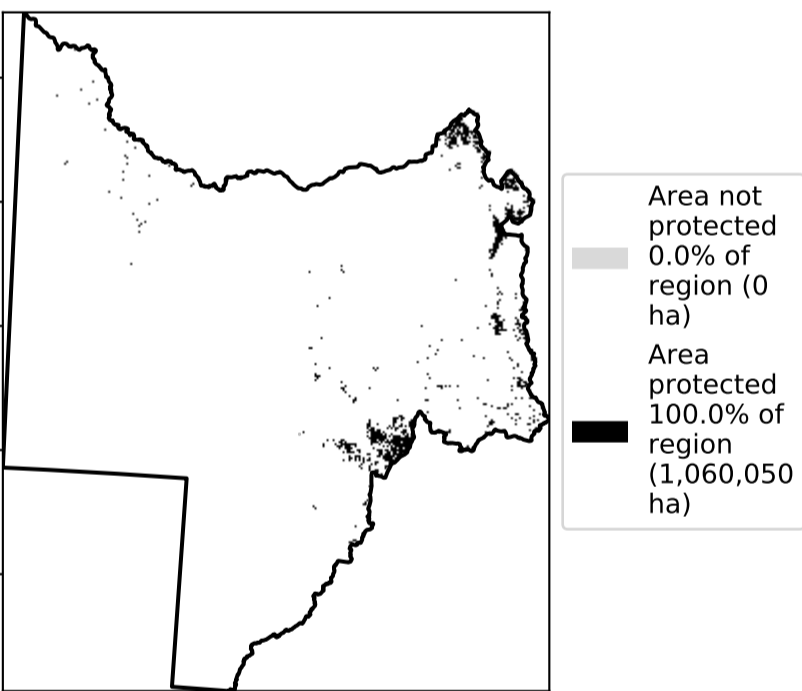 Area not
protected
0.0% of
region (0
ha)
Area
protected
100.0% of
region
(1,060,050
ha)